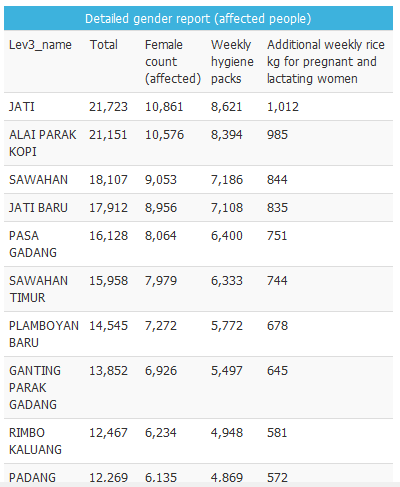 Detailed gender report (affected people)
Lev3_name Total Female count (affected) Weekly hygiene packs Additional weekly rice kg for pregnant and lactating women
JATI 21,723 10,861 8,621 1,012
ALAI PARAK KOPI 21,151 10,576 8,394 985
SAWAHAN 18,107 9,053 7,186 844
JATI BARU 17,912 8,956 7,108 835
PASA GADANG 16,128 8,064 6,400 751
SAWAHAN TIMUR 15,958 7,979 6,333 744
PLAMBOYAN BARU 14,545 7,272 5,772 678
GANTING PARAK GADANG 13,852 6,926 5,497 645
RIMBO KALUANG 12,467 6,234 4,948 581
PADANG 12,269 6,135 4,869 572